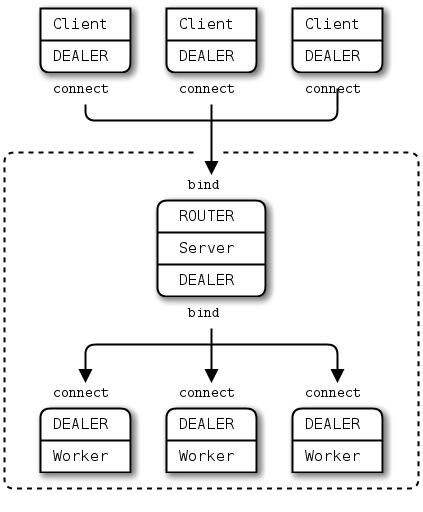 Client Client Client
DEALER DEALER DEALER
connect connect connect
bind
ROUTER
Server
DEALER
bind
connect connect connect
DEALER DEALER DEALER
Worker Worker Worker